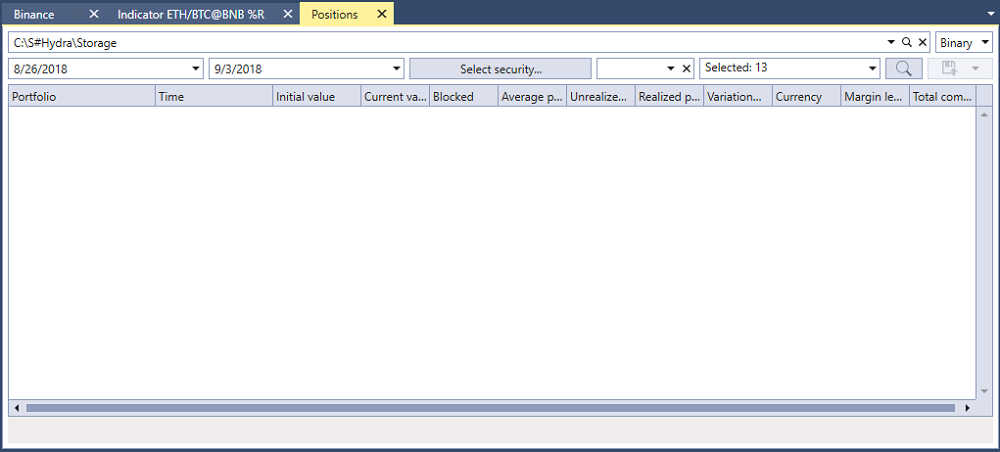 Binance Indicator ETH/BTC@BNB %R Positions
C:\S#Hydra\Storage Binary
8/26/2018 9/3/2018 Select security... Selected: 13
Portfolio Time Initial value Current va... Blocked Average p... Unrealize... Realized p... Variation... Currency Margin le... Total com...